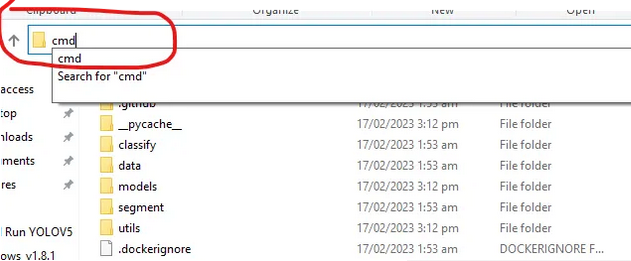 Clipboard Organize New Open
cmd
cmd
Search for "cmd"
access
.github 17/02/2023 1:53 am File folder
top __pycache__ 17/02/2023 3:12 pm File folder
nloads classify 17/02/2023 1:53 am File folder
uments data 17/02/2023 1:53 am File folder
res models 17/02/2023 3:12 pm File folder
segment 17/02/2023 1:53 am File folder
l Run YOLOV5 utils 17/02/2023 3:12 pm File folder
ows_v1.8.1 .dockerignore 17/02/2023 1:53 am DOCKERIGNORE F...